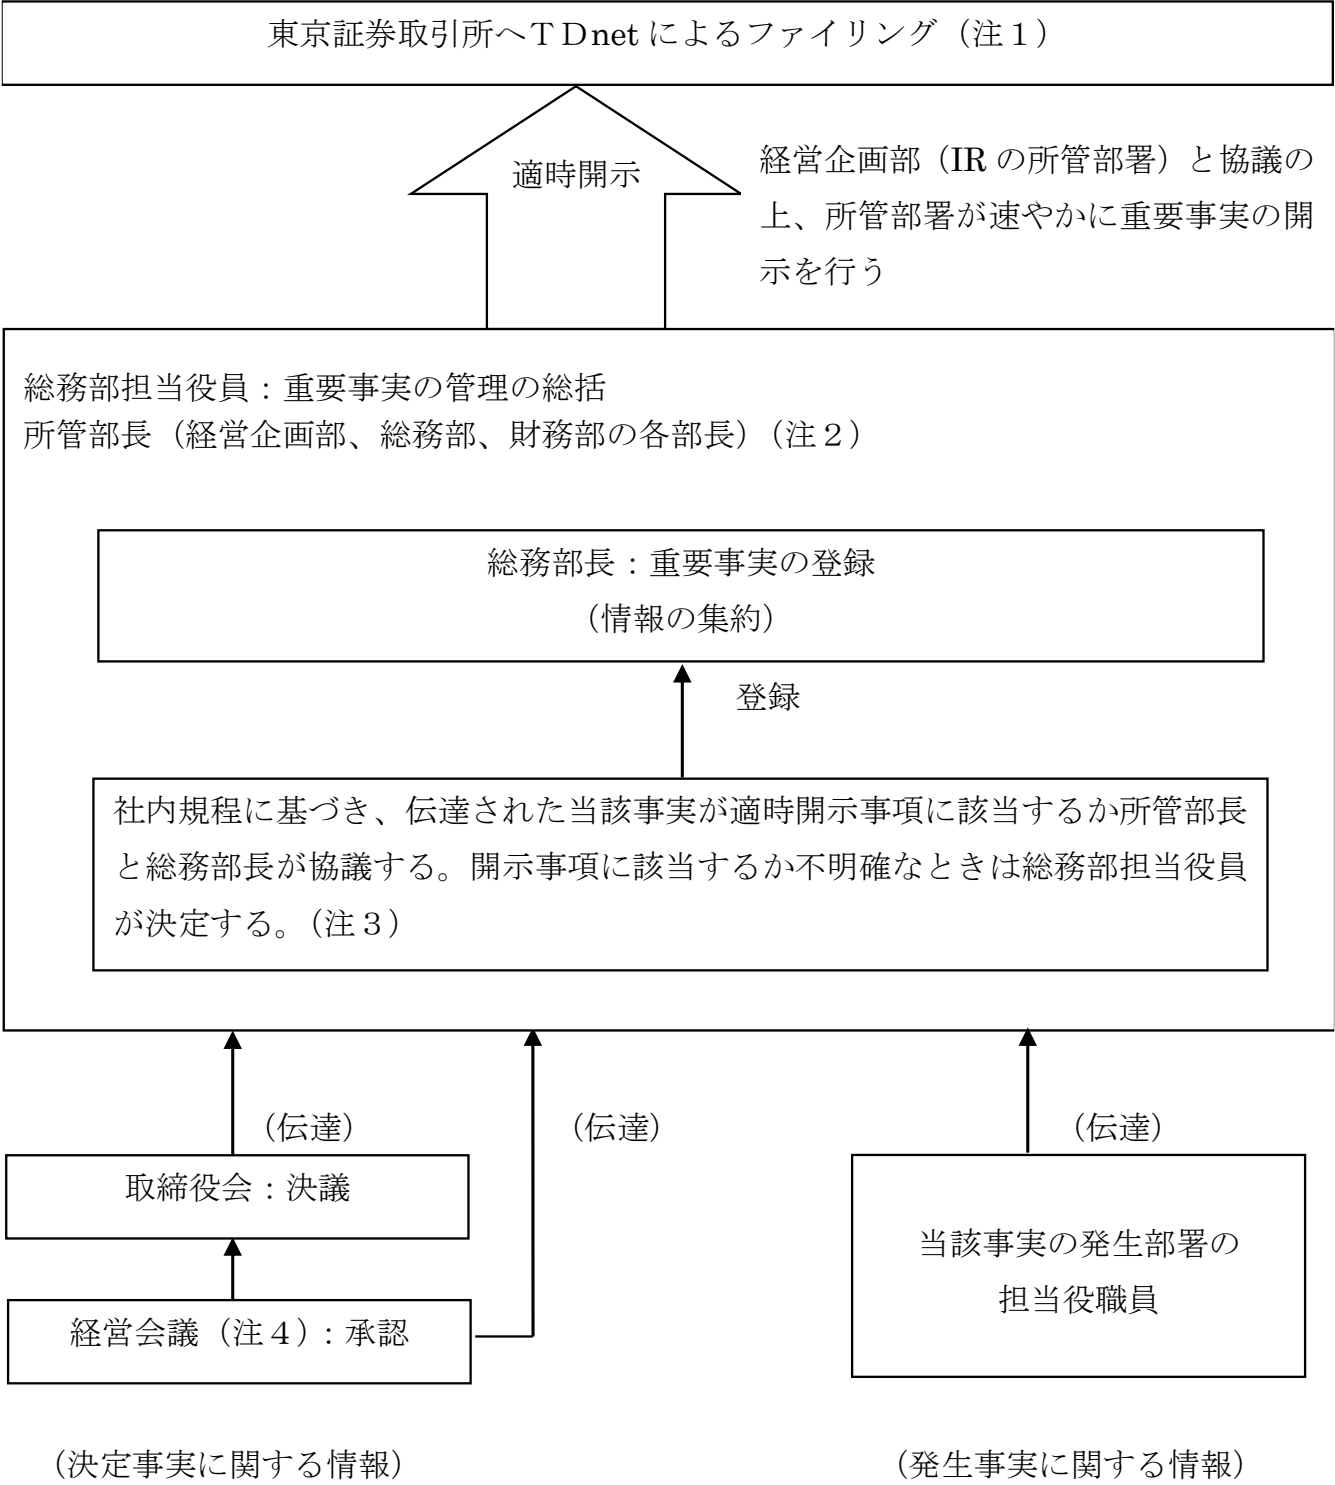 東京証券取引所へＴＤnetによるファイリング（注１）
適時開示
経営企画部（IRの所管部署）と協議の
上、所管部署が速やかに重要事実の開
示を行う
総務部担当役員：重要事実の管理の総括
所管部長（経営企画部、総務部、財務部の各部長）（注２）
総務部長：重要事実の登録
（情報の集約）
登録
社内規程に基づき、伝達された当該事実が適時開示事項に該当するか所管部長
と総務部長が協議する。開示事項に該当するか不明確なときは総務部担当役員
が決定する。（注３）
（伝達）
（伝達）
（伝達）
取締役会：決議
経営会議（注４）：承認
当該事実の発生部署の
担当役職員
（決定事実に関する情報）
（発生事実に関する情報）